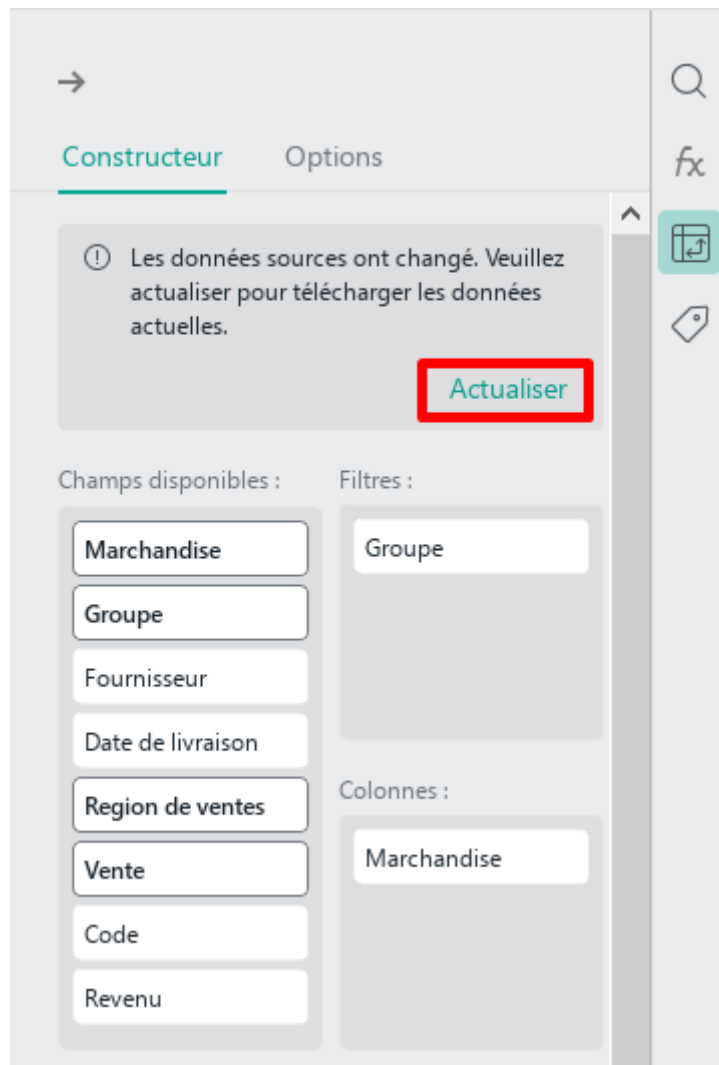 Constructeur
Options
fx
Les données sources ont changé. Veuillez
actualiser pour télécharger les données
actuelles.
Actualiser
Champs disponibles :
Marchandise
Groupe
Fournisseur
Date de livraison
Region de ventes
Vente
Code
Revenu
Filtres :
Groupe
Colonnes :
Marchandise